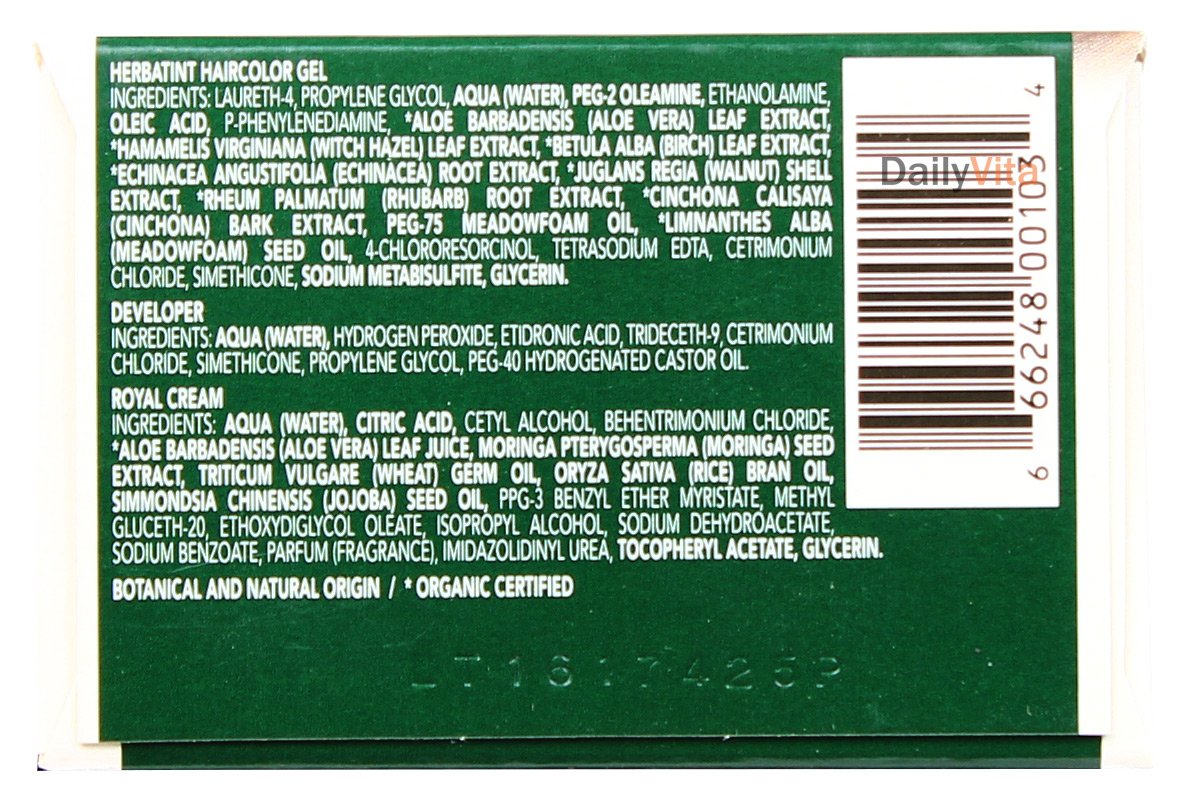 HERBATINT HAIRCOLOR GEL
INGREDIENTS: LAURETH-4, PROPYLENE GLYCOL, AQUA (WATER), PEG-2 OLEAMINE, ETHANOLAMINE,
OLEIC ACID, P-PHENYLENEDIAMINE, *ALOE BARBADENSIS (ALOE VERA) LEAF EXTRACT,
*HAMAMELIS VIRGINIANA (WITCH HAZEL) LEAF EXTRACT, *BETULA ALBA (BIRCH) LEAF EXTRACT,
*ECHINACEA ANGUSTIFOLIA (ECHINACEA) ROOT EXTRACT, *JUGLANS REGIA (WALNUT) SHELL
EXTRACT, *RHEUM PALMATUM (RHUBARB) ROOT EXTRACT, *CINCHONA CALISAYA
(CINCHONA) BARK EXTRACT, PEG-75 MEADOWFOAM OIL, *LIMNANTHES ALBA
(MEADOWFOAM) SEED OIL, 4-CHLORORESORCINOL, TETRASODIUM EDTA, CETRIMONIUM
CHLORIDE, SIMETHICONE, SODIUM METABISULFITE, GLYCERIN.
DEVELOPER
INGREDIENTS: AQUA (WATER), HYDROGEN PEROXIDE, ETIDRONIC ACID, TRIDECETH-9, CETRIMONIUM
CHLORIDE, SIMETHICONE, PROPYLENE GLYCOL, PEG-40 HYDROGENATED CASTOR OIL.
ROYAL CREAM
INGREDIENTS: AQUA (WATER), CITRIC ACID, CETYL ALCOHOL, BEHENTRIMONIUM CHLORIDE,
*ALOE BARBADENSIS (ALOE VERA) LEAF JUICE, MORINGA PTERYGOSPERMA (MORINGA) SEED
EXTRACT, TRITICUM VULGARE (WHEAT) GERM OIL, ORYZA SATIVA (RICE) BRAN OIL,
SIMMONDSIA CHINENSIS (JOJOBA) SEED OIL, PPG-3 BENZYL ETHER MYRISTATE, METHYL
GLUCETH-20, ETHOXYDIGLYCOL OLEATE, ISOPROPYL ALCOHOL, SODIUM DEHYDROACETATE,
SODIUM BENZOATE, PARFUM (FRAGRANCE), IMIDAZOLIDINYL UREA, TOCOPHERYL ACETATE, GLYCERIN.
BOTANICAL AND NATURAL ORIGIN / * ORGANIC CERTIFIED
6 66248 00103 4
DailyVita